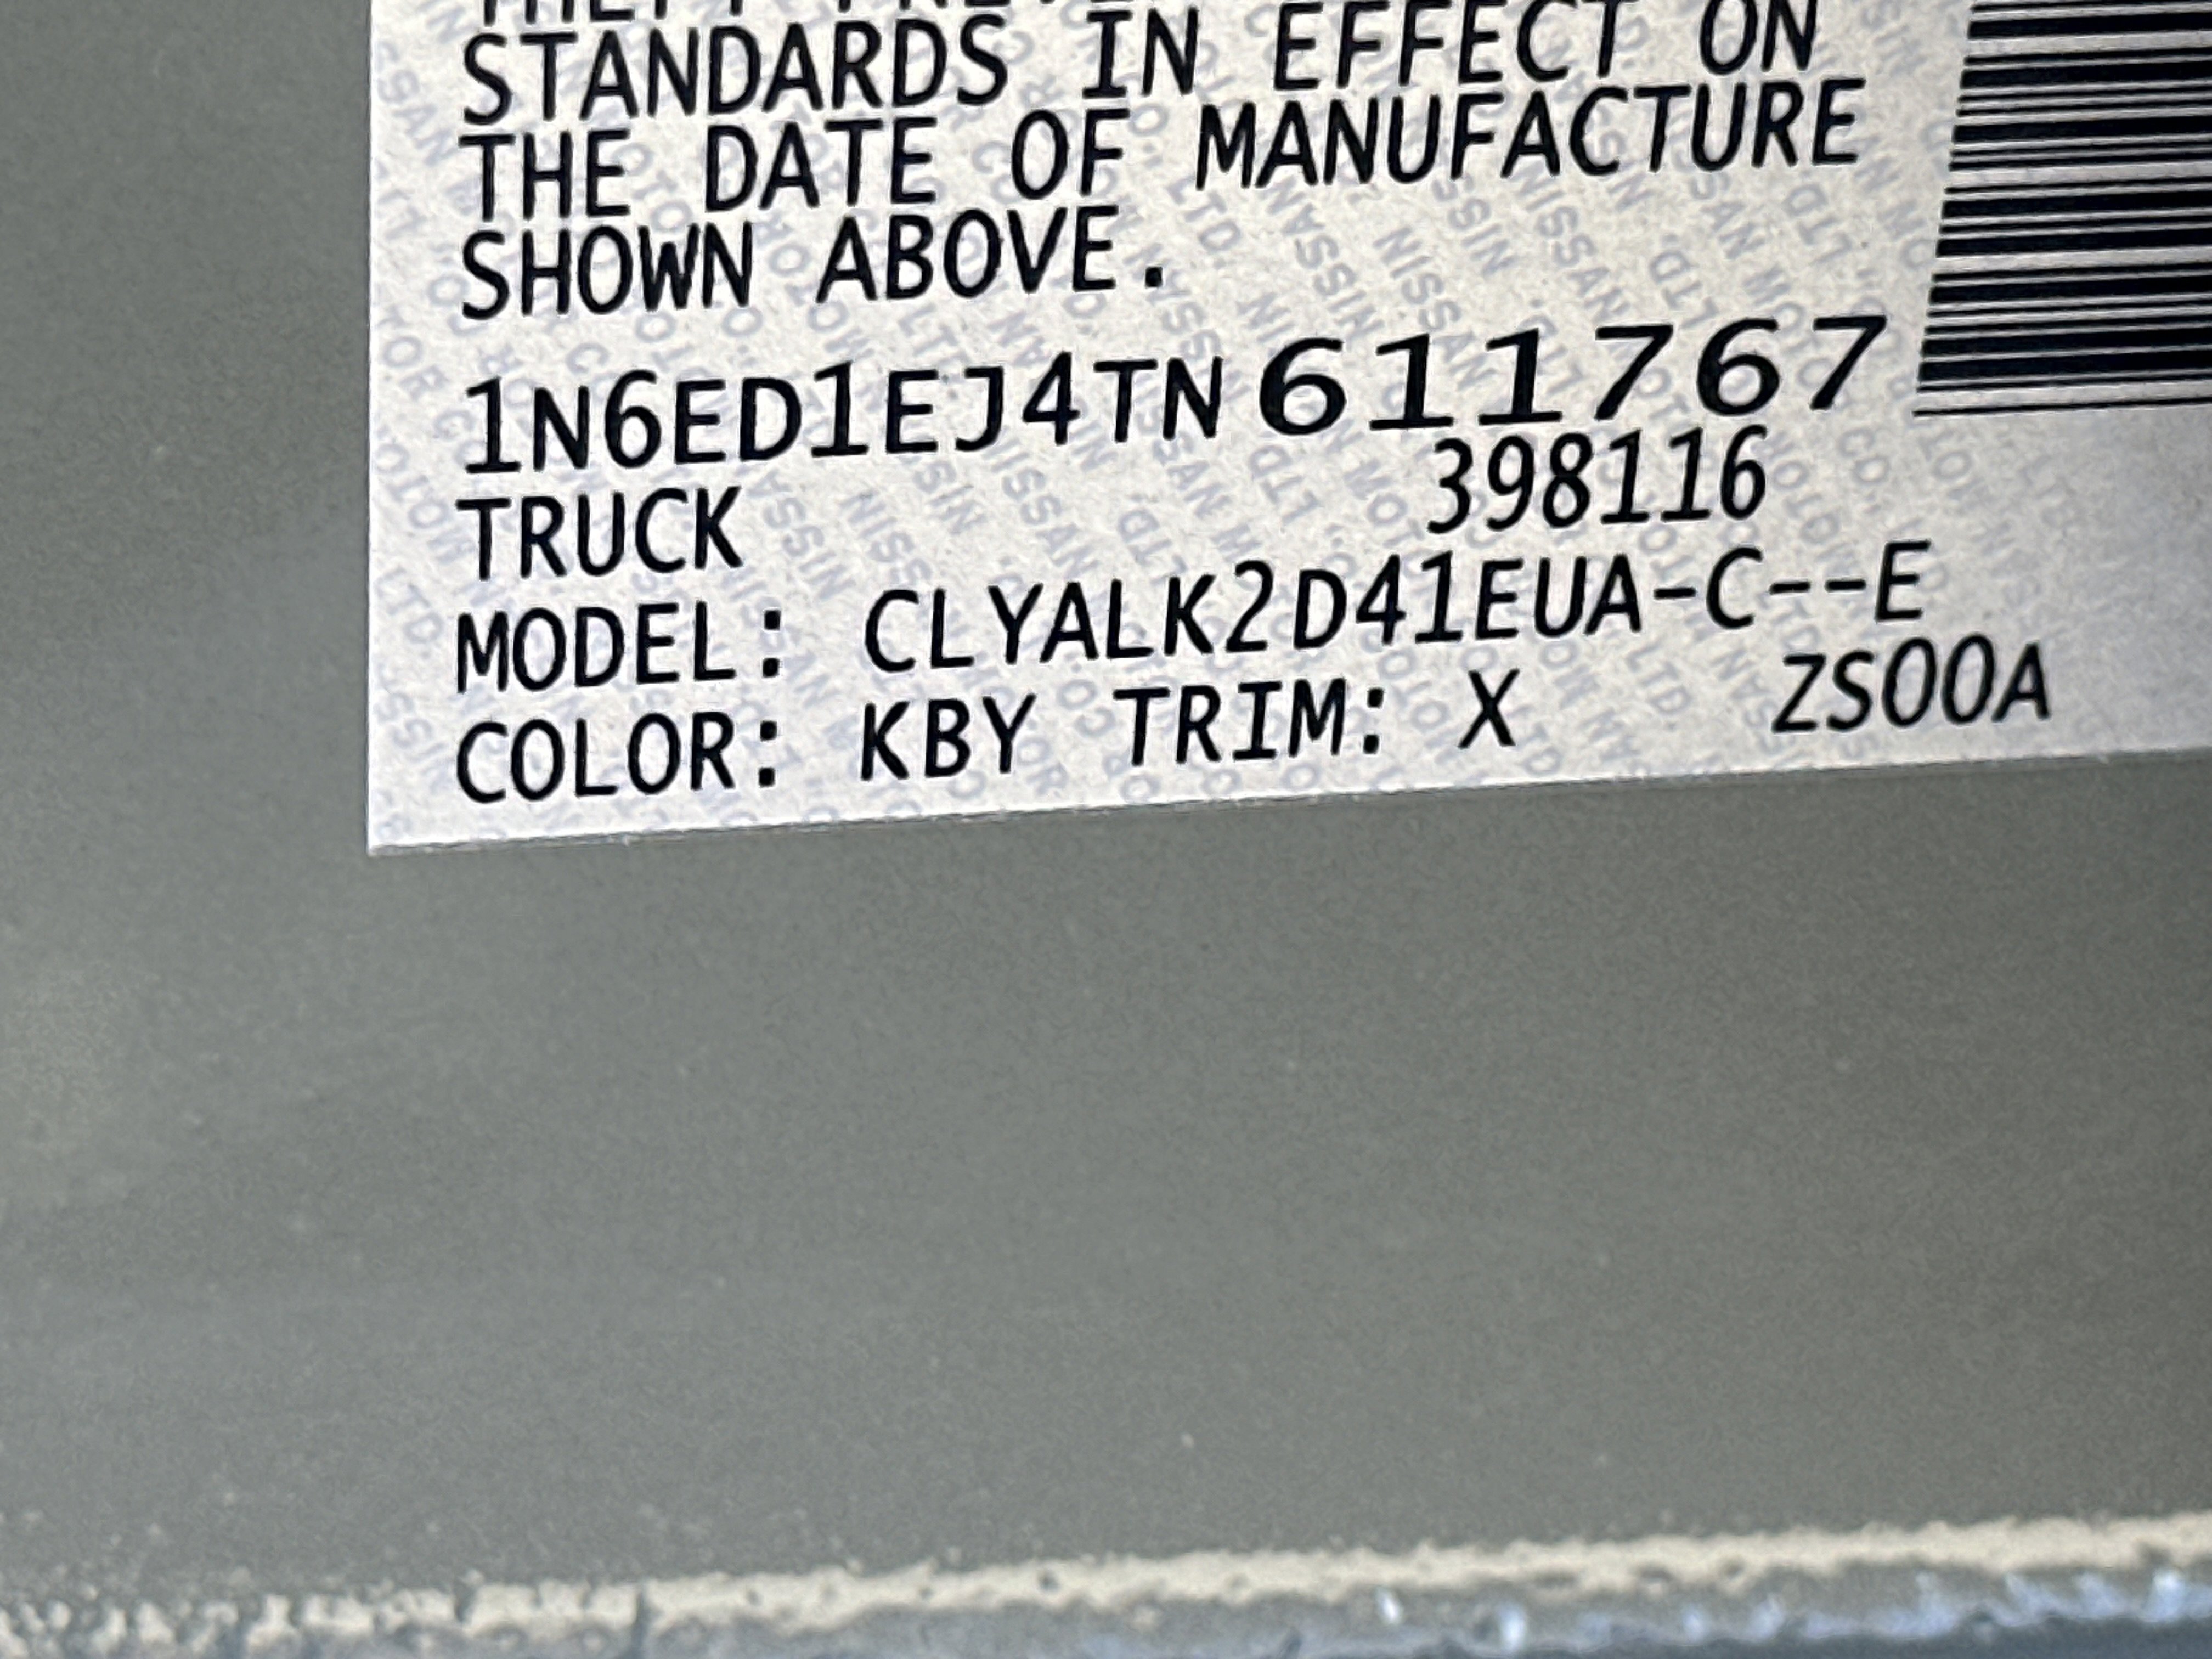 STANDARDS IN EFFECT ON
THE DATE OF MANUFACTURE
SHOWN ABOVE.
1N6ED1EJ4TN611767
TRUCK 398116
MODEL: CLYALK2D41EUA-C--E
COLOR: KBY TRIM: X ZS00A